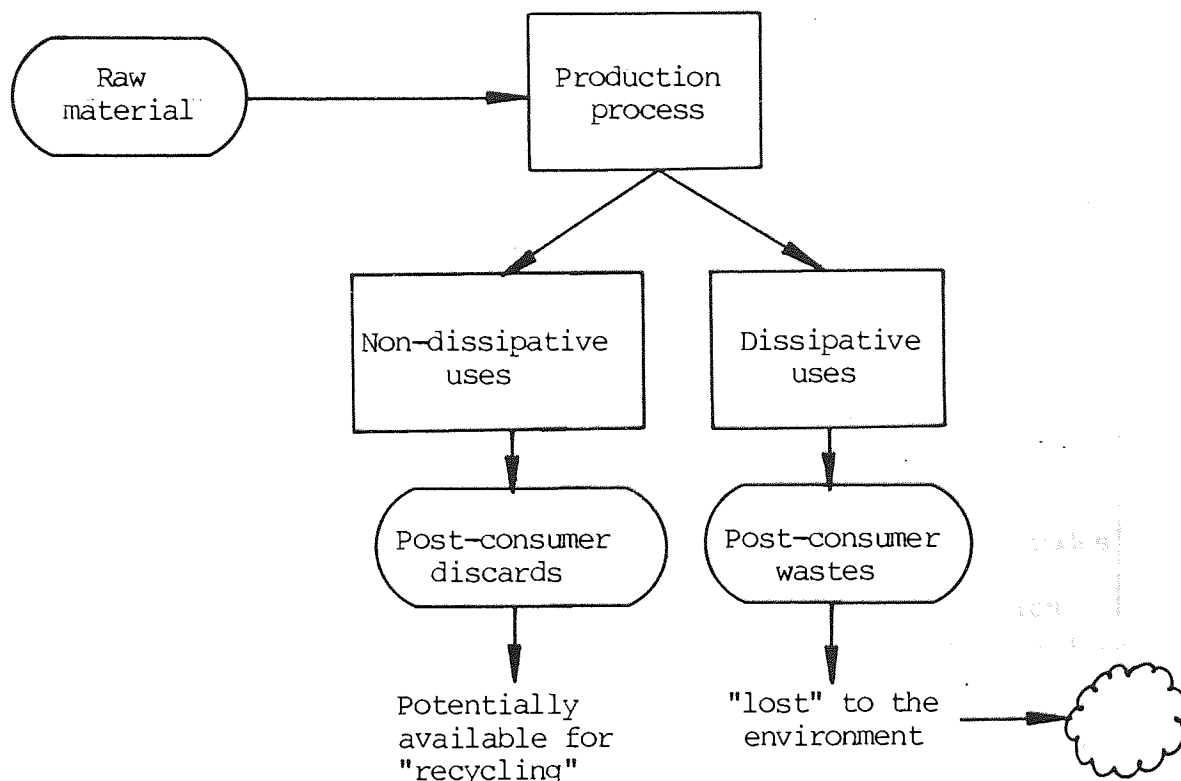 Raw
material
Production
process
Non-dissipative
uses
Dissipative
uses
Post-consumer
discards
Post-consumer
wastes
Potentially
available for
"recycling"
"lost" to the
environment